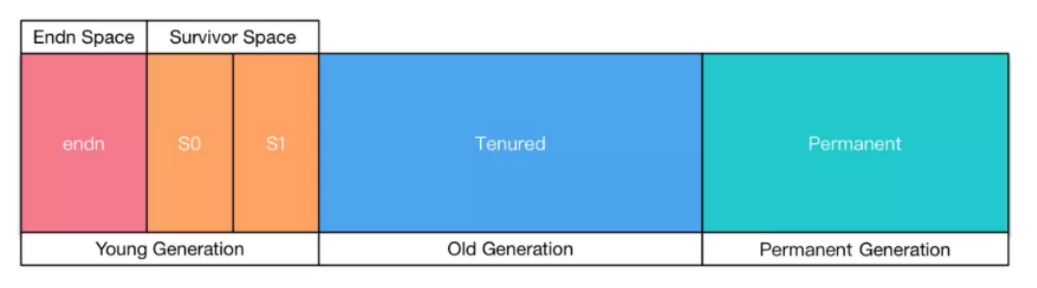 Endn Space
Survivor Space
endn
S0
S1
Tenured
Permanent
Young Generation
Old Generation
Permanent Generation